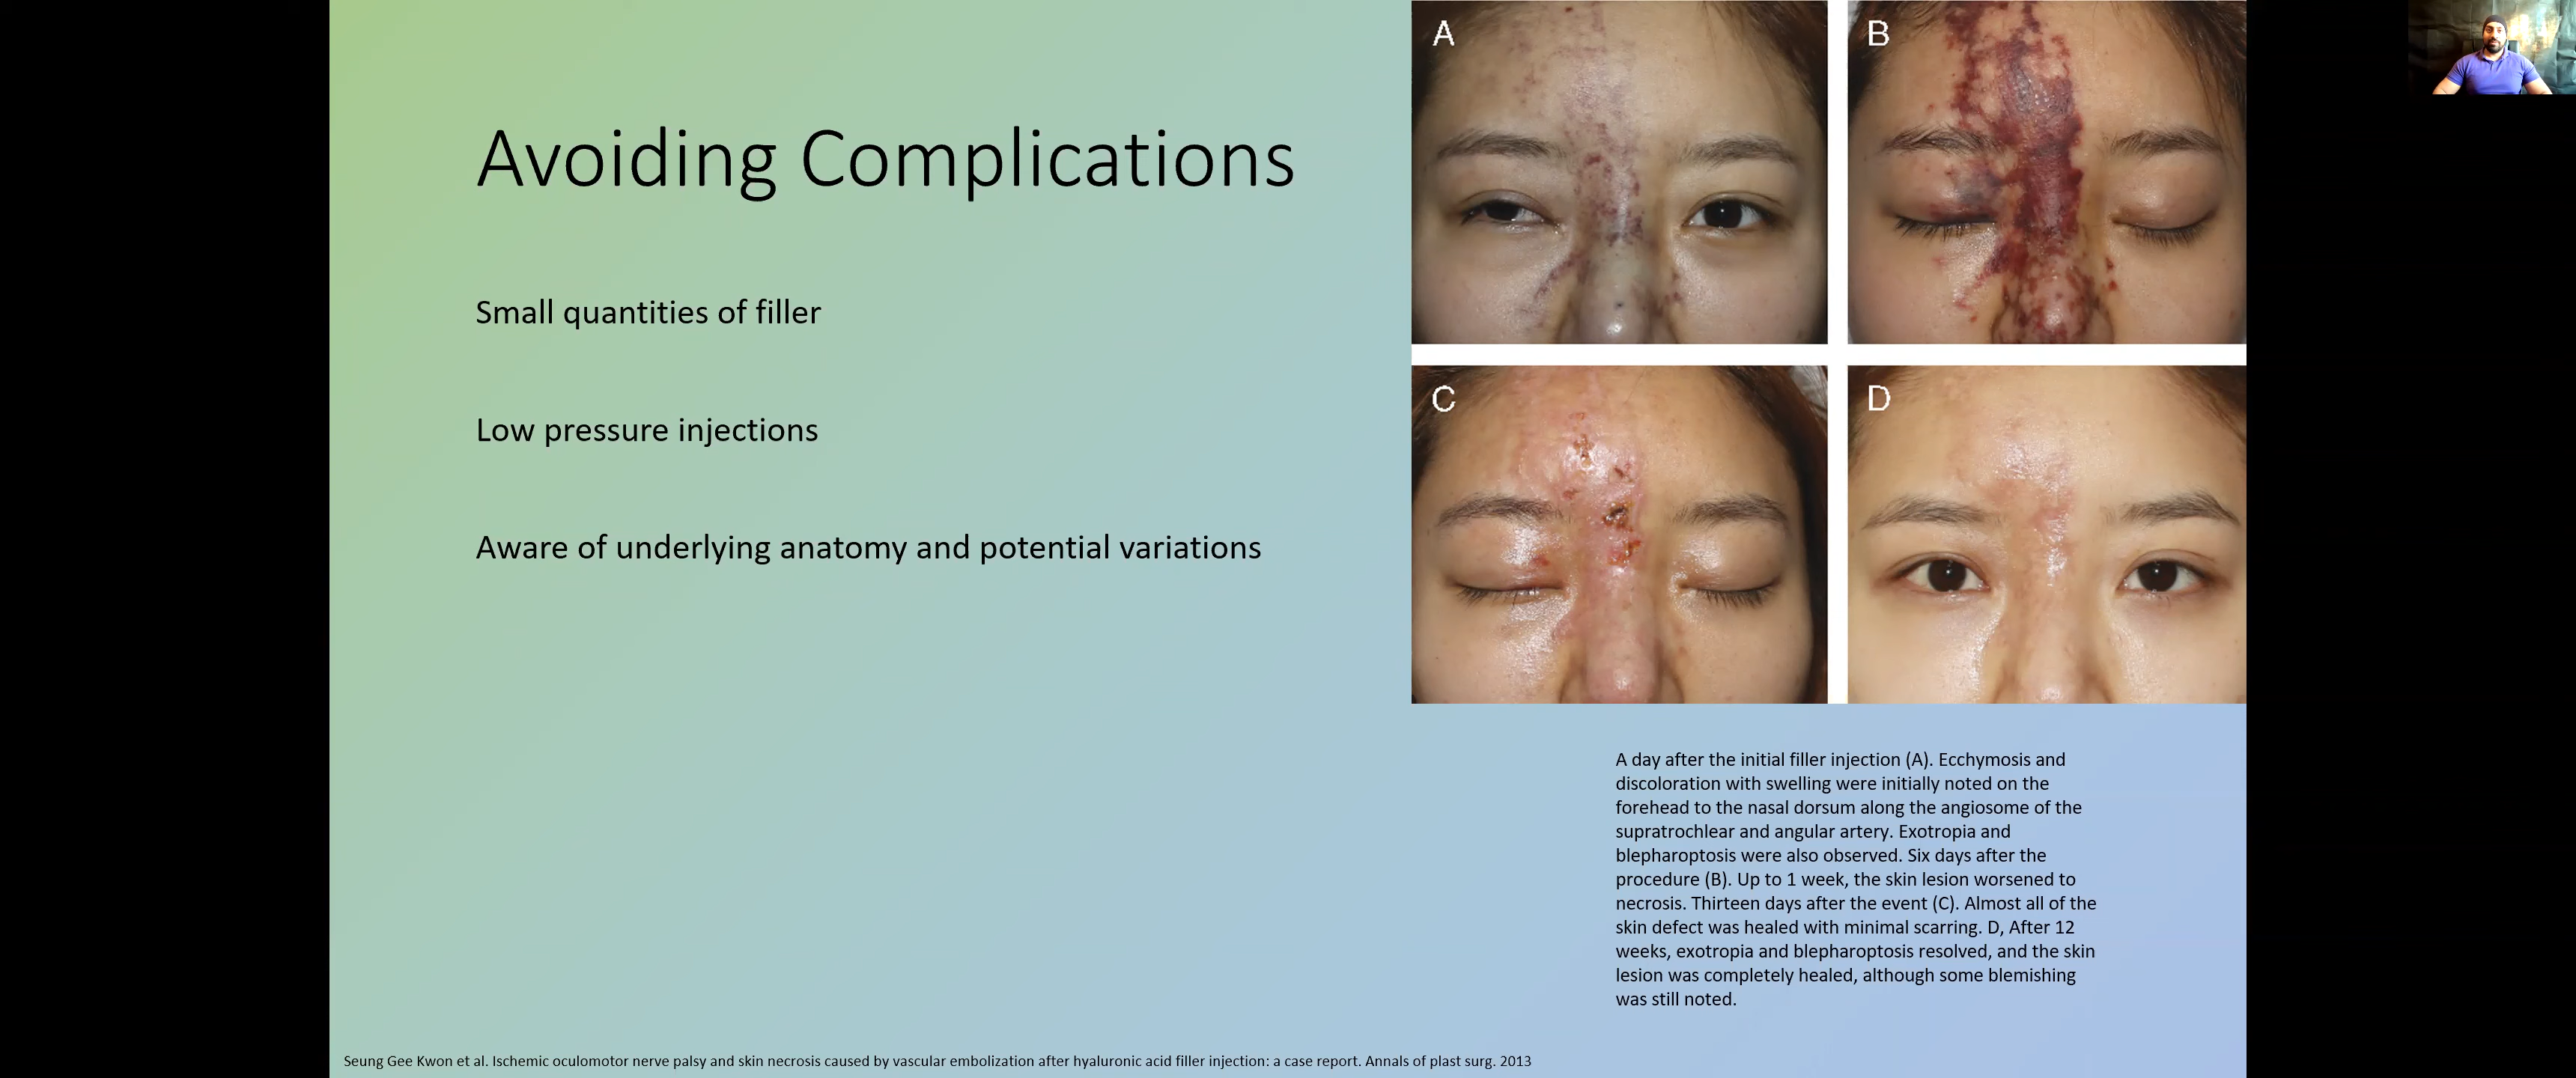 Avoiding Complications
Small quantities of filler
Low pressure injections
Aware of underlying anatomy and potential variations
A
B
C
D
A day after the initial filler injection (A). Ecchymosis and
discoloration with swelling were initially noted on the
forehead to the nasal dorsum along the angiosome of the
supratrochlear and angular artery. Exotropia and
blepharoptosis were also observed. Six days after the
procedure (B). Up to 1 week, the skin lesion worsened to
necrosis. Thirteen days after the event (C). Almost all of the
skin defect was healed with minimal scarring. D, After 12
weeks, exotropia and blepharoptosis resolved, and the skin
lesion was completely healed, although some blemishing
was still noted.
Seung Gee Kwon et al. Ischemic oculomotor nerve palsy and skin necrosis caused by vascular embolization after hyaluronic acid filler injection: a case report. Annals of plast surg. 2013